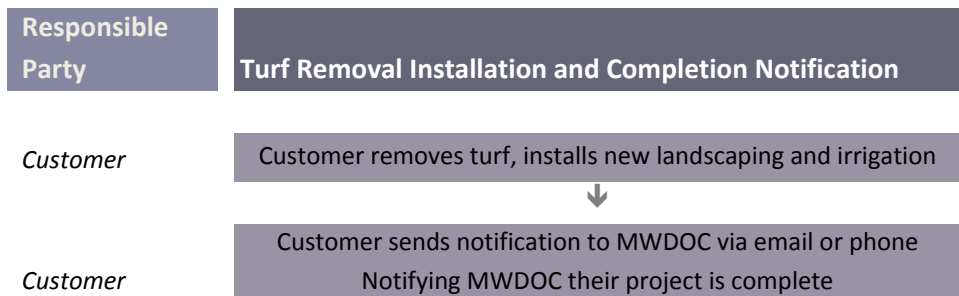 Responsible
Party
Turf Removal Installation and Completion Notification
Customer
Customer removes turf, installs new landscaping and irrigation
Customer sends notification to MWDOC via email or phone
Customer
Notifying MWDOC their project is complete